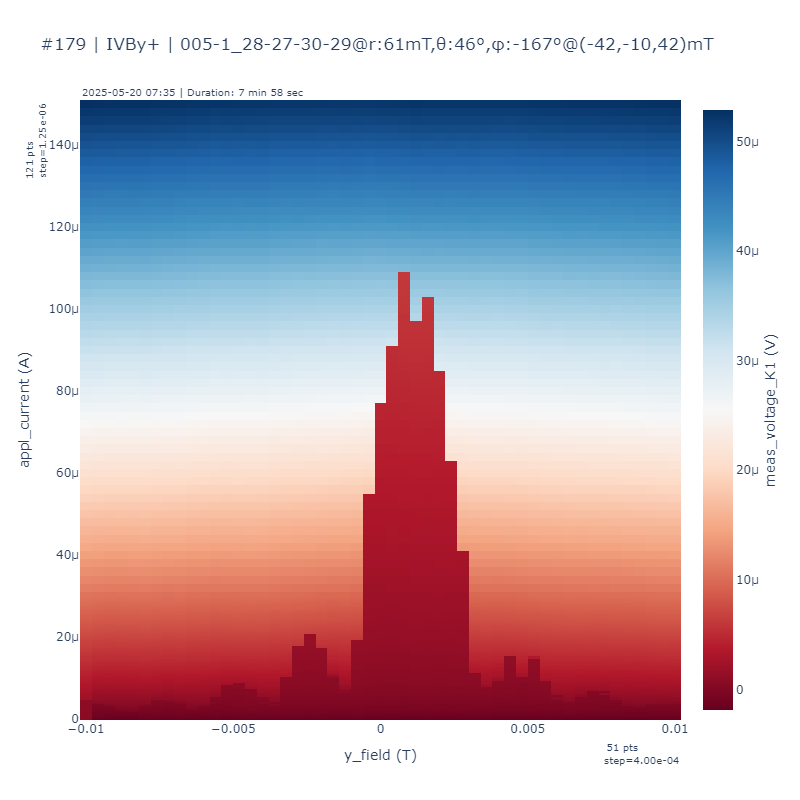 #179 | IVBy+ | 005-1_28-27-30-29@r:61mT,θ:46°,φ:-167°@(-42,-10,42)mT
2025-05-20 07:35 | Duration: 7 min 58 sec
121 pts
step=1.25e-06
140μ
120μ
100μ
80μ
60μ
40μ
20μ
0
appl_current (A)
−0.01
−0.005
0
0.005
0.01
y_field (T)
51 pts
step=4.00e-04
50μ
40μ
30μ
20μ
10μ
0
meas_voltage_K1 (V)